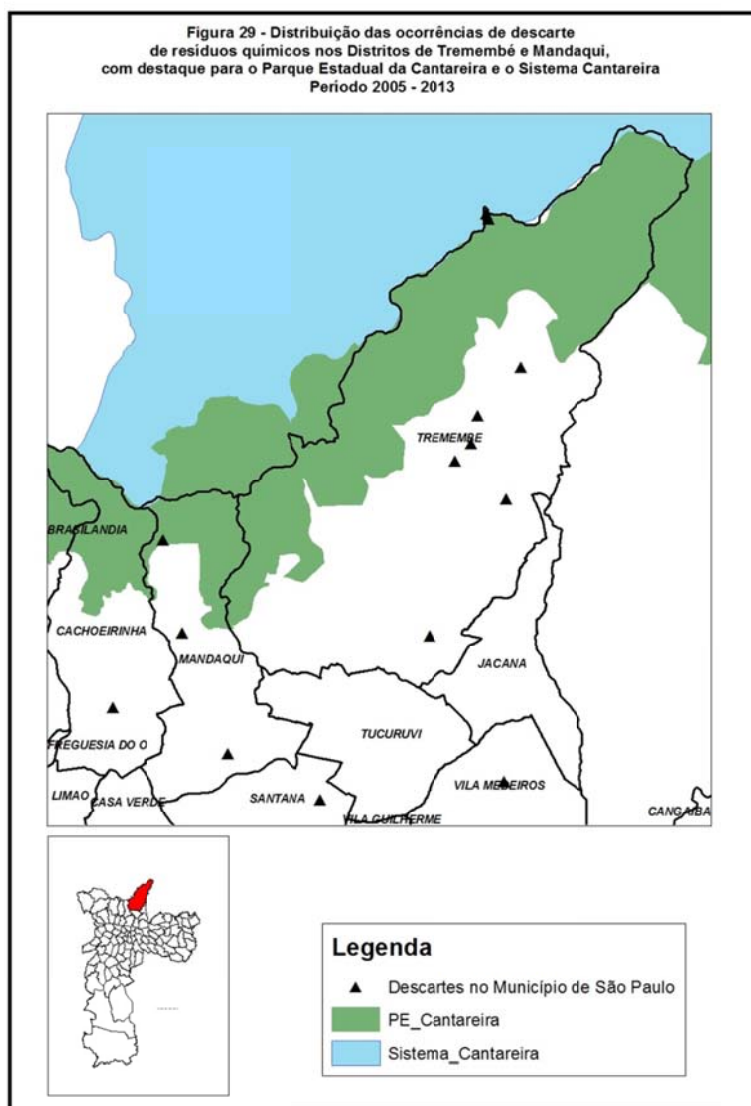 Figura 29 - Distribuição das ocorrências de descarte
de resíduos químicos nos Distritos de Tremembé e Mandaqui,
com destaque para o Parque Estadual da Cantareira e o Sistema Cantareira
Período 2005 - 2013
TREMEMBE
BRASILANDIA
CACHOEIRINHA
MANDAQUI
JACANA
TUCURUVI
FREGUESIA DO O
VILA MEDEIROS
LIMAO
CASA VERDE
SANTANA
VILA GUILHERME
CANGAIBA
Legenda
Descartes no Município de São Paulo
PE_Cantareira
Sistema_Cantareira